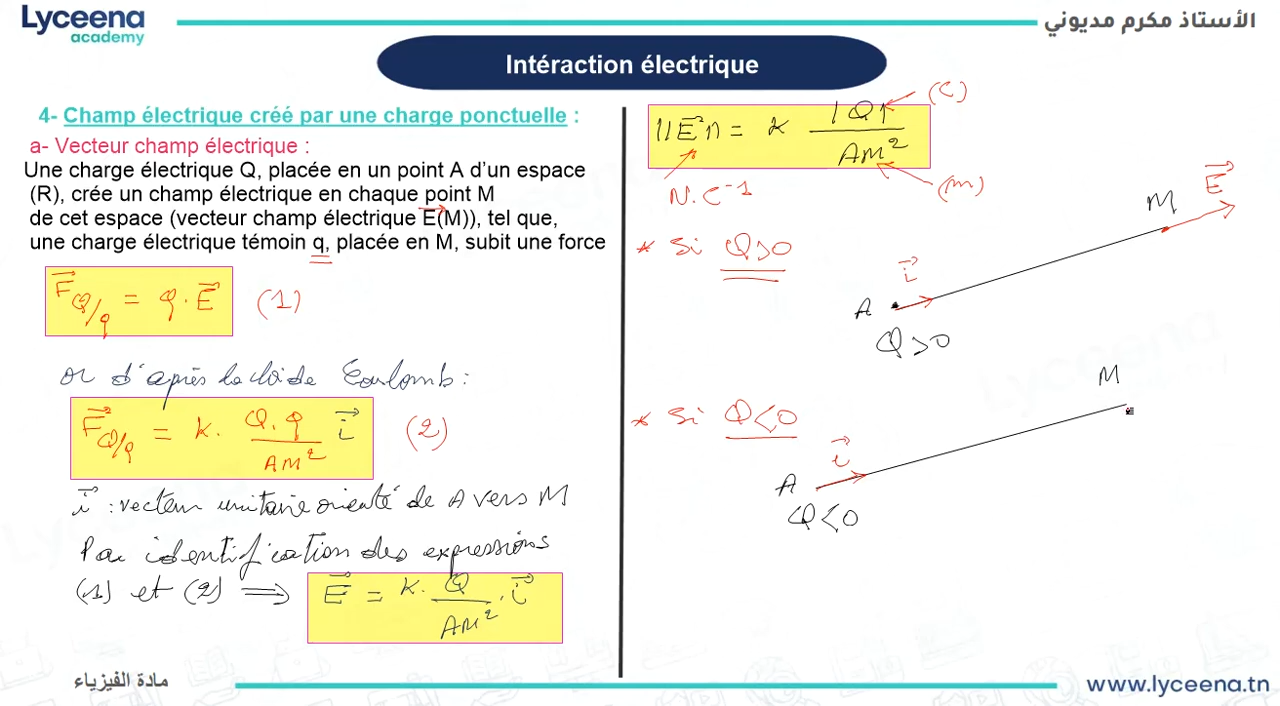 Lyceena
academy
الأستاذ مكرم مديوني
Intéraction électrique
4- Champ électrique créé par une charge ponctuelle :
a- Vecteur champ électrique :
Une charge électrique Q, placée en un point A d'un espace
(R), crée un champ électrique en chaque point M
de cet espace (vecteur champ électrique E(M)), tel que,
une charge électrique témoin q, placée en M, subit une force
F⃗ Q/q = q . E⃗ (1)
or d'après la loi de Coulomb :
F⃗ Q/q = K . Q . q / AM² i⃗ (2)
i⃗ : vecteur unitaire orienté de A vers M
Par identification des expressions
(1) et (2) ⟹ E⃗ = K . Q / AM² . i⃗
||E⃗|| = K |Q| / AM²
(C)
N.C⁻¹
(m)
* Si Q > 0
A
i⃗
M
E⃗
Q > 0
* Si Q < 0
A
i⃗
M
Q < 0
مادة الفيزياء
www.lyceena.tn